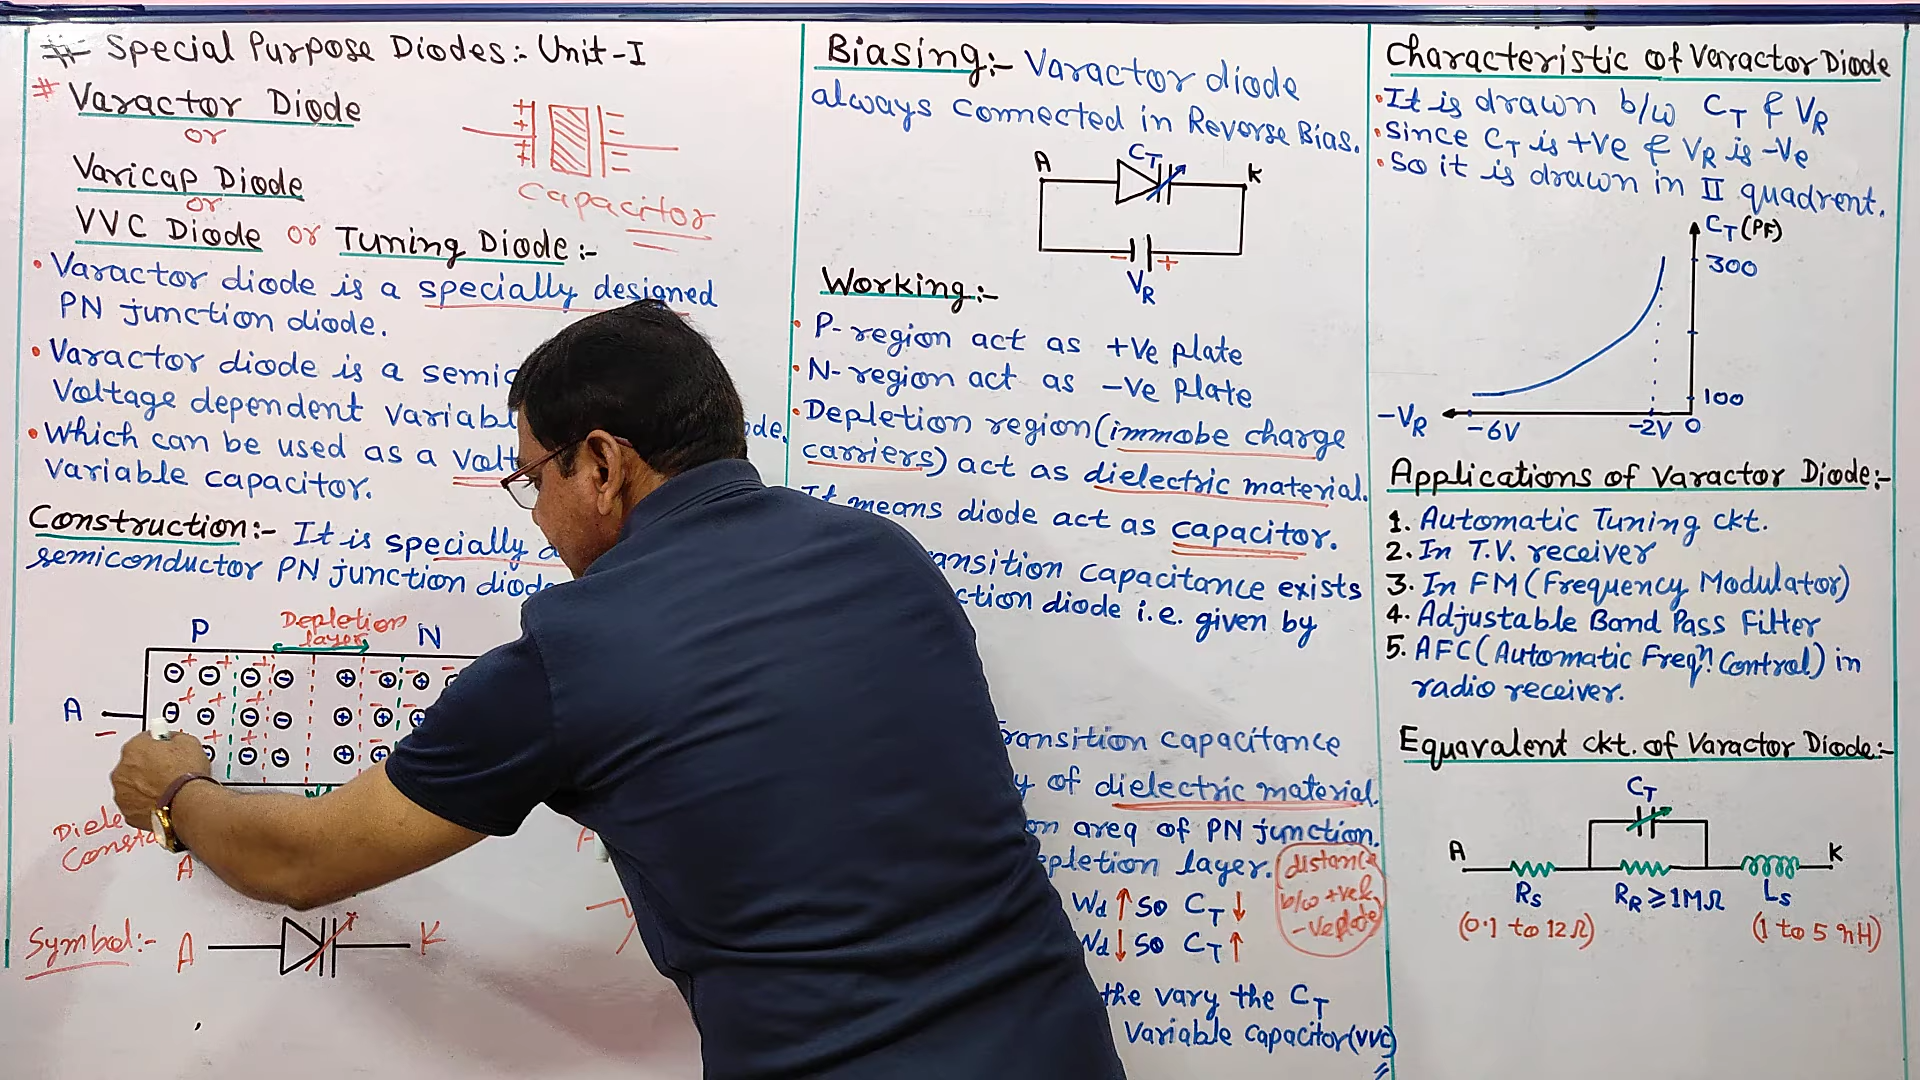 # Special Purpose Diodes:- Unit-I
# Varactor Diode
or
Varicap Diode
or
VVC Diode or Tuning Diode:-
Capacitor
• Varactor diode is a specially designed
PN junction diode.
• Varactor diode is a
Voltage dependent
• Which can be used as a
variable capacitor.
Construction:- It is specially
semiconductor PN junction
Depletion
layer
P
N
A
−
A
Symbol:- A
K
Biasing:- Varactor diode
always connected in Reverse Bias.
A
CT
K
− +
VR
Working:-
• P-region act as +Ve plate
• N-region act as -Ve Plate
• Depletion region (immobe charge
carriers) act as dielectric material.
It means diode act as capacitor.
capacitance exists
diode i.e. given by
capacitance
of dielectric material.
area of PN junction.
layer.
(distance
b/w +ve &
-Ve plate)
Wd ↑ So CT ↓
Wd ↓ So CT ↑
the vary the CT
Variable capacitor (VVC)
Characteristic of Varactor Diode
• It is drawn b/w CT & VR
• Since CT is +Ve & VR is -Ve
• So it is drawn in II quadrent.
CT (PF)
300
100
-VR
-6V
-2V
0
Applications of Varactor Diode:-
1. Automatic Tuning ckt.
2. In T.V. receiver
3. In FM (Frequency Modulator)
4. Adjustable Band Pass Filter
5. AFC (Automatic Freqn. Control) in
radio receiver.
Equavalent ckt. of Varactor Diode:-
CT
A
K
RS
RR ≥ 1MΩ
LS
(0.1 to 12Ω)
(1 to 5 nH)